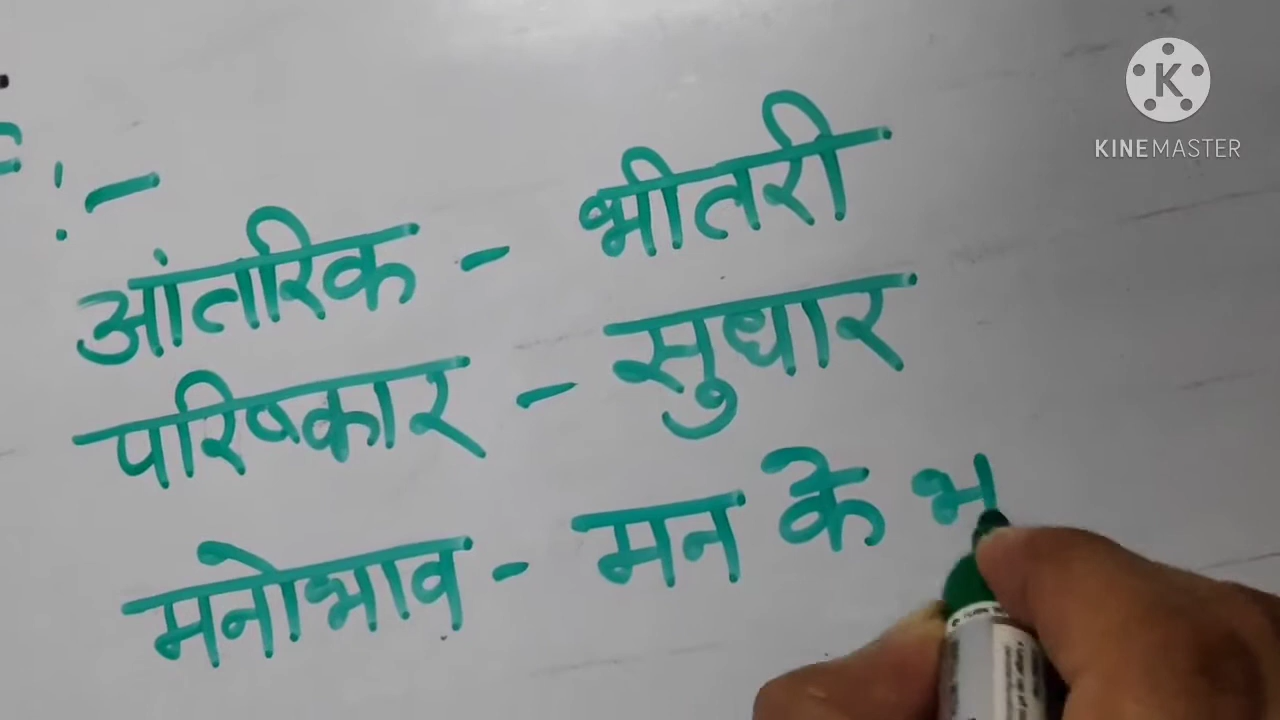 :-
आंतरिक - भीतरी
परिष्कार - सुधार
मनोभाव - मन के भ
KINEMASTER